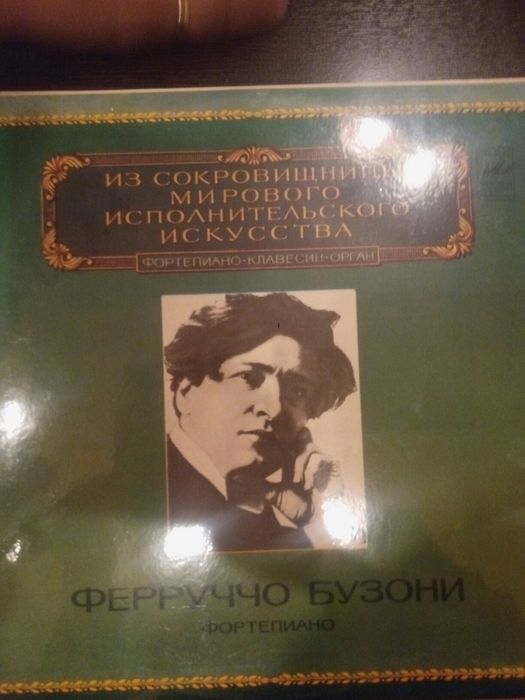 ИЗ СОКРОВИЩНИЦЫ
МИРОВОГО
ИСПОЛНИТЕЛЬСКОГО
ИСКУССТВА
ФОРТЕПИАНО•КЛАВЕСИН•ОРГАН
ФЕРРУЧЧО БУЗОНИ
ФОРТЕПИАНО